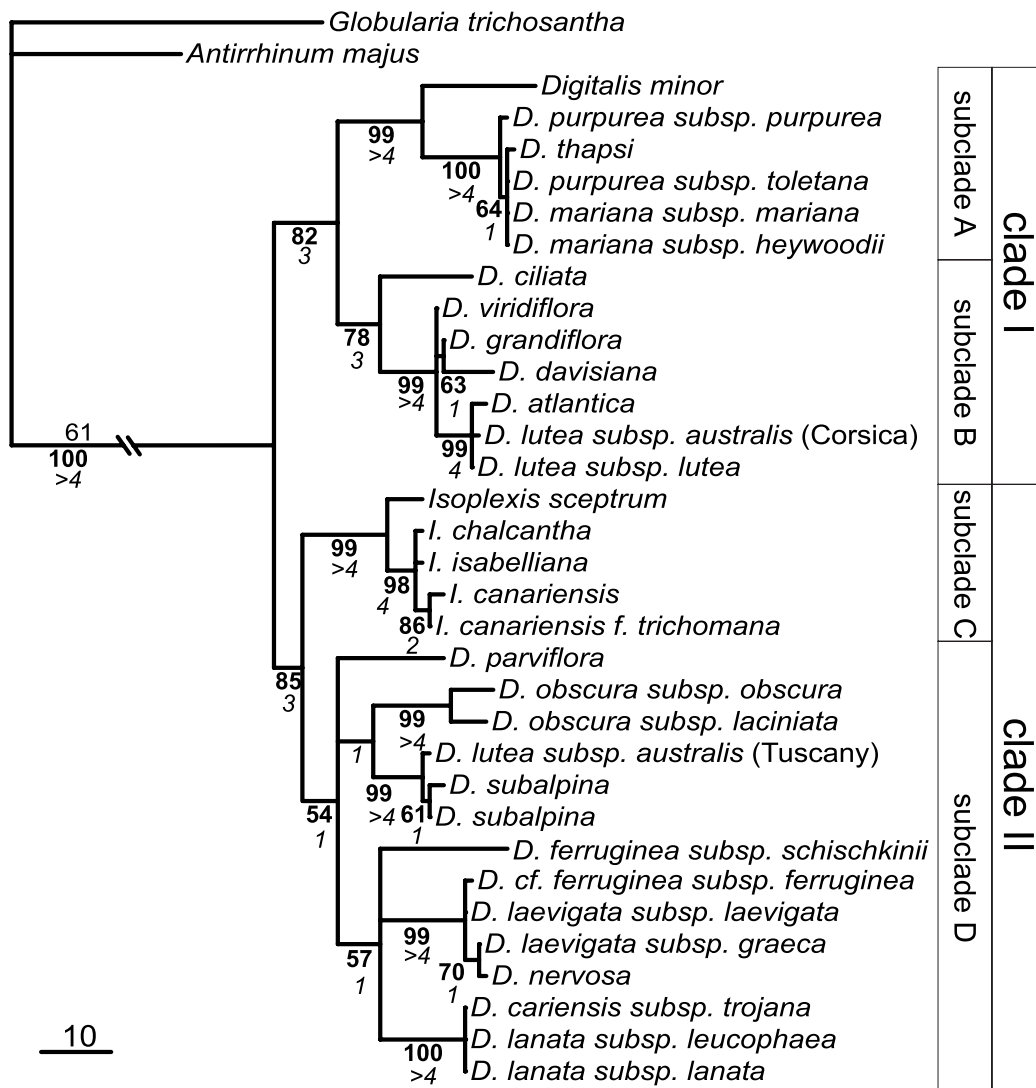 Globularia trichosantha
Antirrhinum majus
Digitalis minor
D. purpurea subsp. purpurea
99
>4
D. thapsi
100
>4
D. purpurea subsp. toletana
64
1
D. mariana subsp. mariana
D. mariana subsp. heywoodii
82
3
D. ciliata
D. viridiflora
78
3
D. grandiflora
D. davisiana
99
>4
63
1
D. atlantica
D. lutea subsp. australis (Corsica)
61
100
>4
99
4
D. lutea subsp. lutea
Isoplexis sceptrum
I. chalcantha
99
>4
I. isabelliana
98
4
I. canariensis
86
2
I. canariensis f. trichomana
D. parviflora
85
3
D. obscura subsp. obscura
99
>4
D. obscura subsp. laciniata
1
D. lutea subsp. australis (Tuscany)
D. subalpina
99
>4
61
1
D. subalpina
54
1
D. ferruginea subsp. schischkinii
D. cf. ferruginea subsp. ferruginea
D. laevigata subsp. laevigata
99
>4
D. laevigata subsp. graeca
57
1
70
1
D. nervosa
D. cariensis subsp. trojana
D. lanata subsp. leucophaea
100
>4
D. lanata subsp. lanata
10
subclade A
subclade B
subclade C
subclade D
clade I
clade II